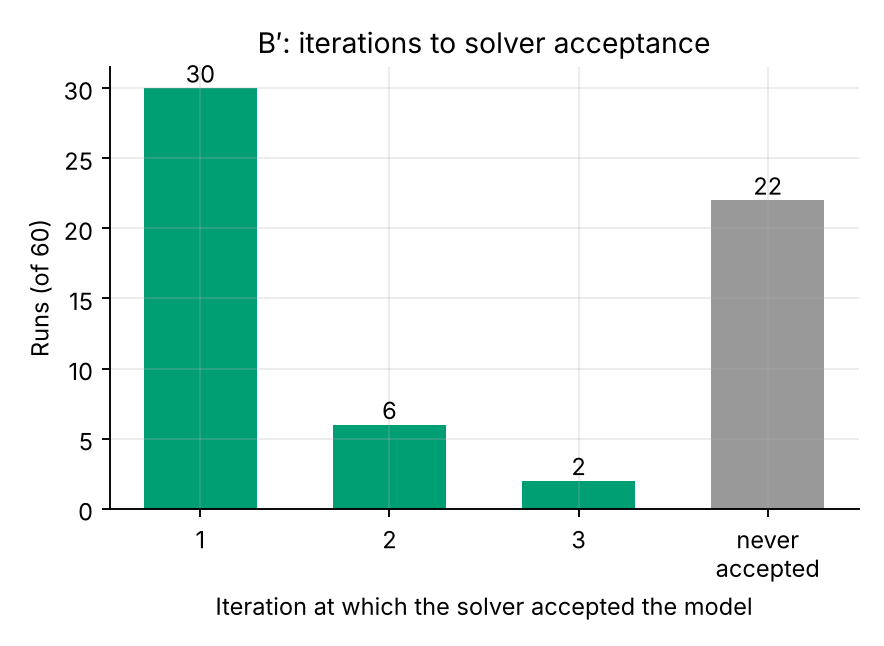 B′: iterations to solver acceptance
Runs (of 60)
30
25
20
15
10
5
0
30
6
2
22
1
2
3
never
accepted
Iteration at which the solver accepted the model